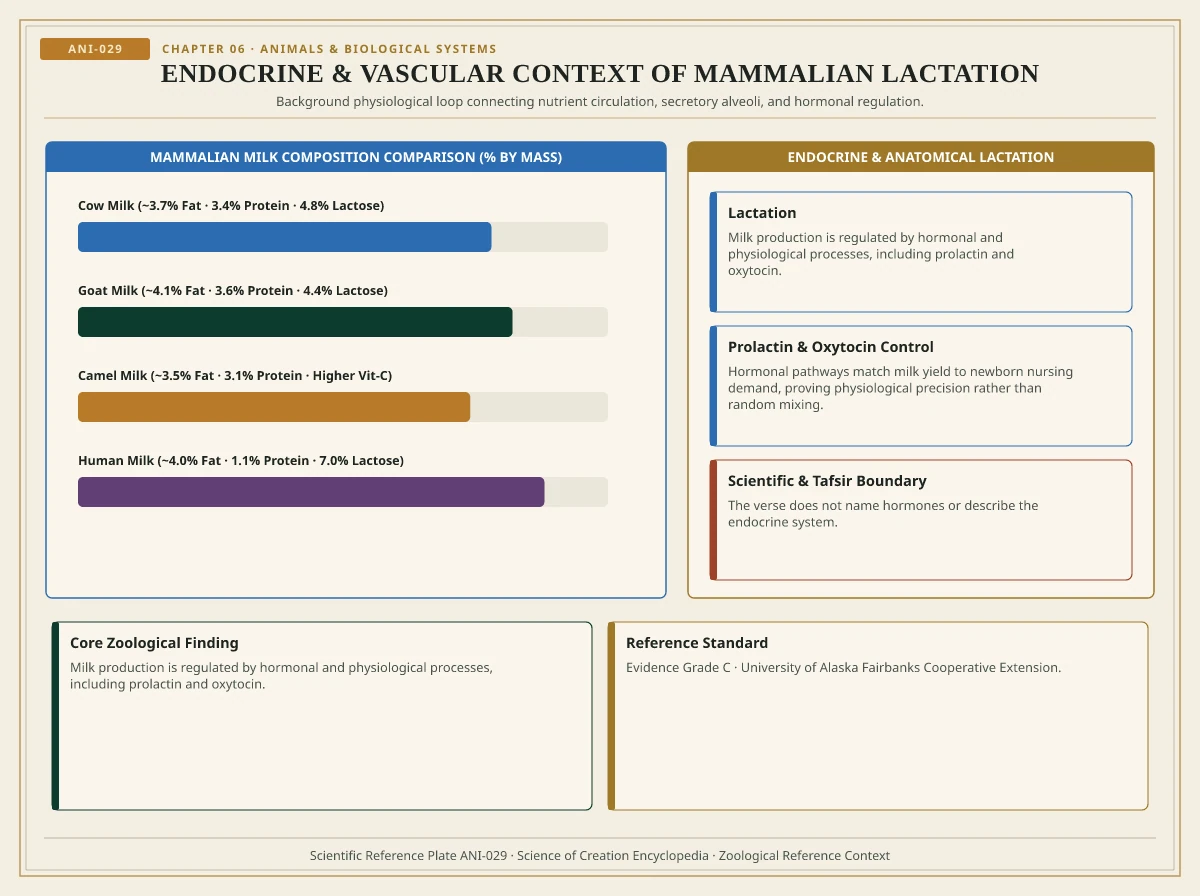 ANI-029
CHAPTER 06 · ANIMALS & BIOLOGICAL SYSTEMS
ENDOCRINE & VASCULAR CONTEXT OF MAMMALIAN LACTATION
Background physiological loop connecting nutrient circulation, secretory alveoli, and hormonal regulation.
MAMMALIAN MILK COMPOSITION COMPARISON (% BY MASS)
Cow Milk (~3.7% Fat · 3.4% Protein · 4.8% Lactose)
Goat Milk (~4.1% Fat · 3.6% Protein · 4.4% Lactose)
Camel Milk (~3.5% Fat · 3.1% Protein · Higher Vit-C)
Human Milk (~4.0% Fat · 1.1% Protein · 7.0% Lactose)
ENDOCRINE & ANATOMICAL LACTATION
Lactation
Milk production is regulated by hormonal and
physiological processes, including prolactin and
oxytocin.
Prolactin & Oxytocin Control
Hormonal pathways match milk yield to newborn nursing
demand, proving physiological precision rather than
random mixing.
Scientific & Tafsir Boundary
The verse does not name hormones or describe the
endocrine system.
Core Zoological Finding
Milk production is regulated by hormonal and physiological processes,
including prolactin and oxytocin.
Reference Standard
Evidence Grade C · University of Alaska Fairbanks Cooperative Extension.
Scientific Reference Plate ANI-029 · Science of Creation Encyclopedia · Zoological Reference Context